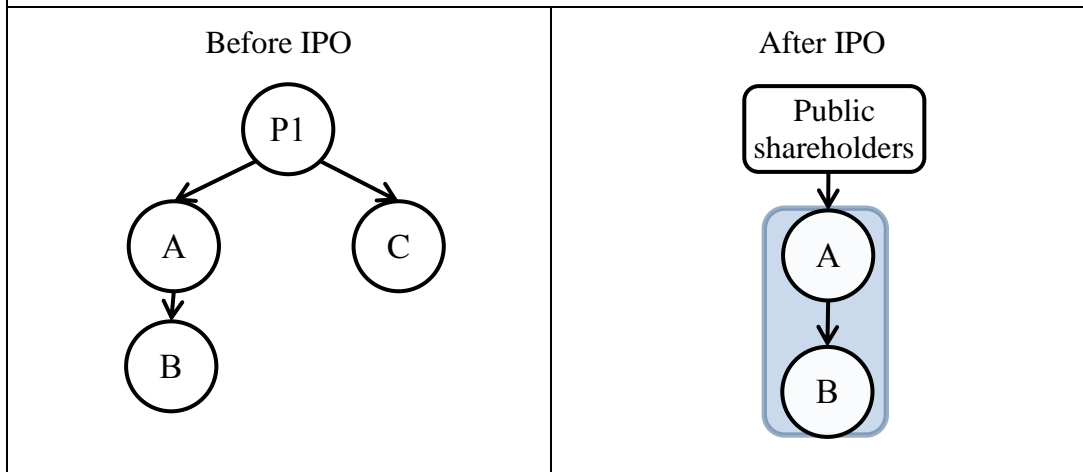 Before IPO
P1
A
C
B
After IPO
Public
shareholders
A
B